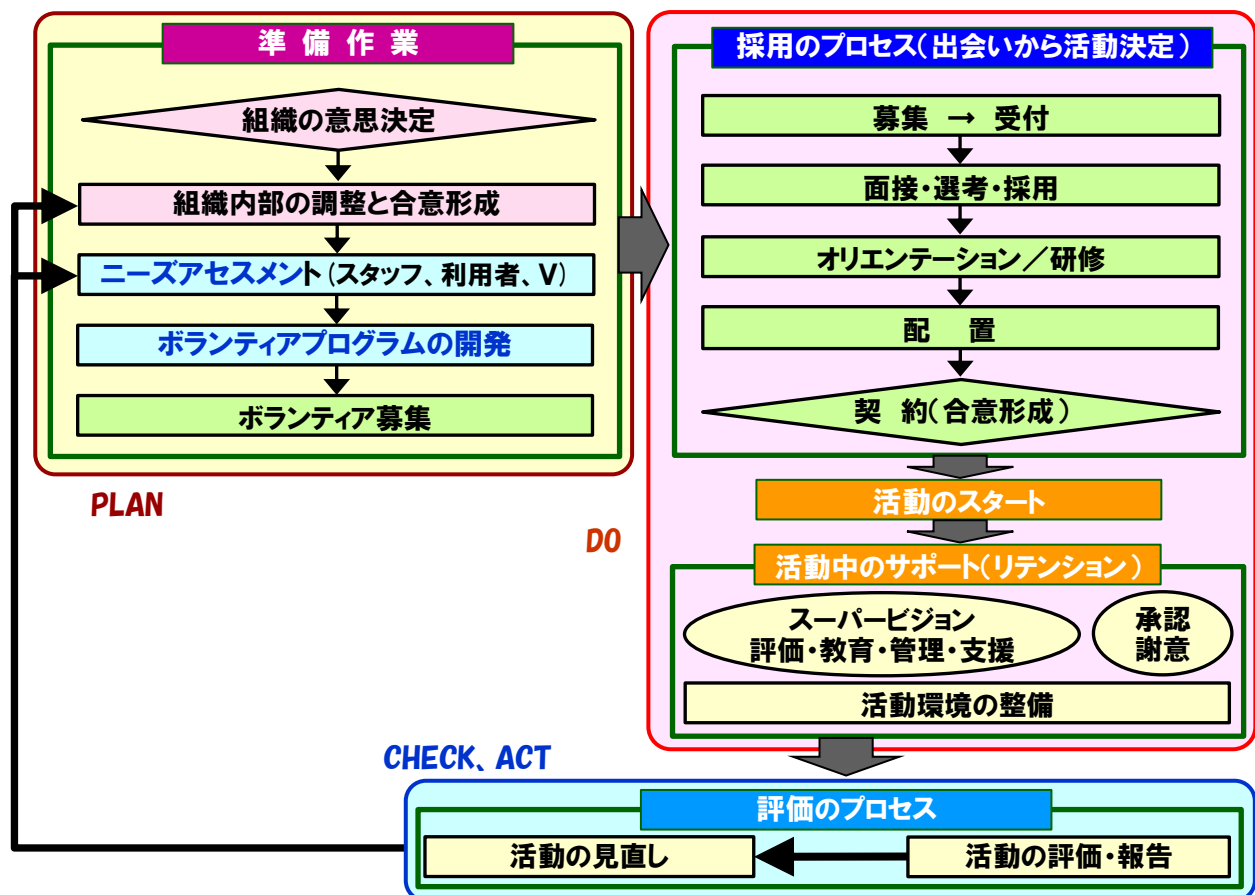 準 備 作 業
組織の意思決定
組織内部の調整と合意形成
ニーズアセスメント(スタッフ、利用者、V)
ボランティアプログラムの開発
ボランティア募集
PLAN
採用のプロセス(出会いから活動決定)
募集 → 受付
面接・選考・採用
オリエンテーション/研修
配 置
契 約(合意形成)
活動のスタート
DO
活動中のサポート(リテンション)
スーパービジョン
評価・教育・管理・支援
承認
謝意
活動環境の整備
CHECK、ACT
評価のプロセス
活動の見直し
活動の評価・報告